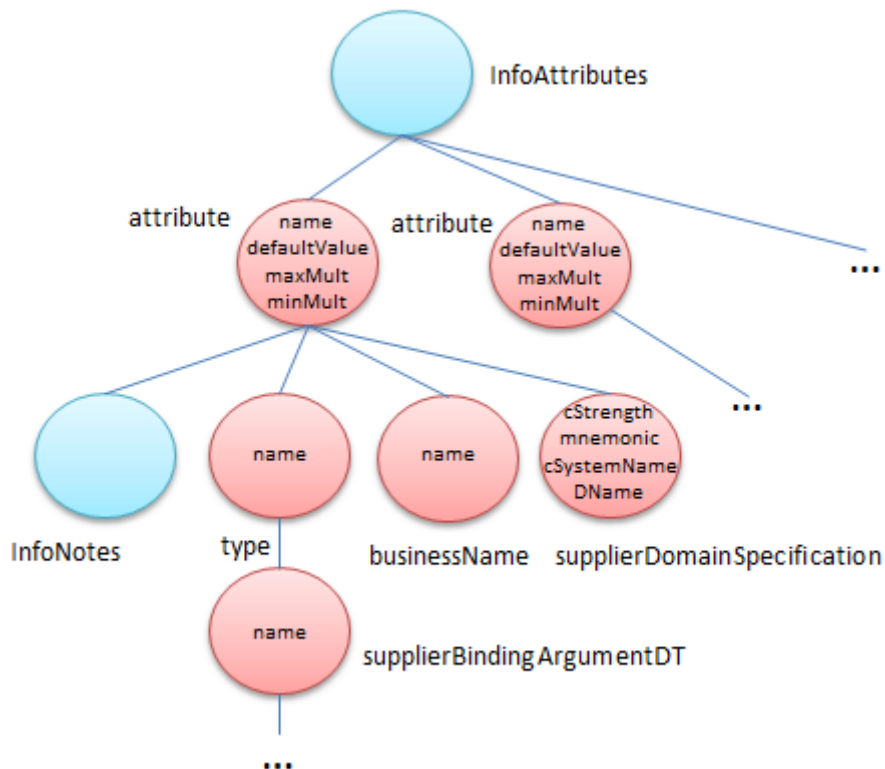 InfoAttributes
attribute
name
defaultValue
maxMult
minMult
attribute
name
defaultValue
maxMult
minMult
...
...
name
name
cStrength
mnemonic
cSystemName
DName
InfoNotes
type
businessName
supplierDomainSpecification
name
supplierBindingArgumentDT
...